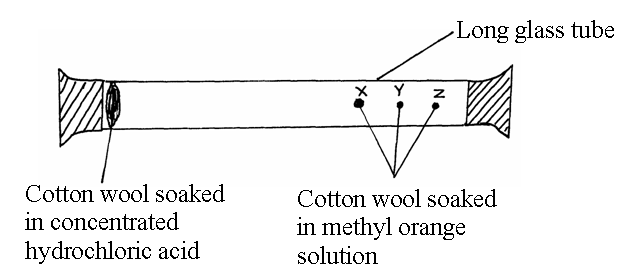 Long glass tube
X Y Z
Cotton wool soaked
in concentrated
hydrochloric acid
Cotton wool soaked
in methyl orange
solution